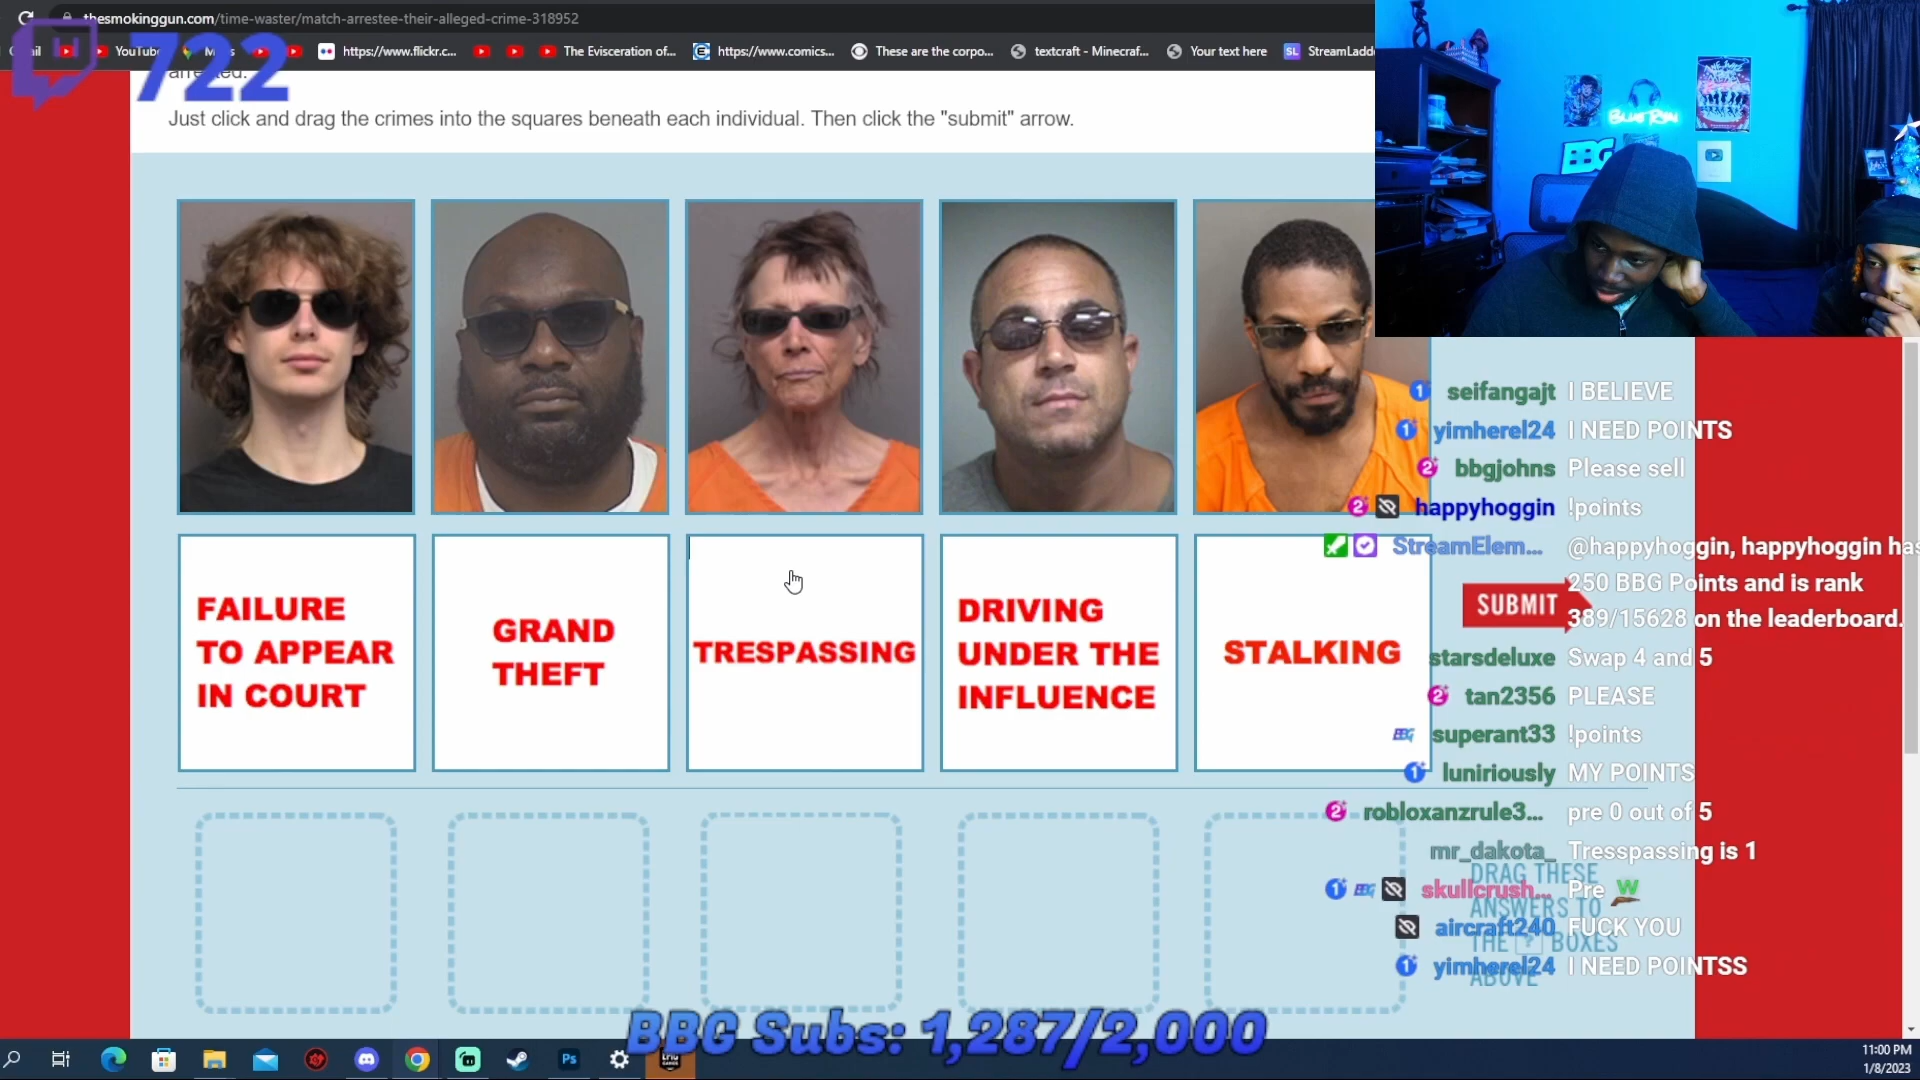 thesmokinggun.com/time-waster/match-arrestee-their-alleged-crime-318952
YouTube
https://www.flickr.c...
The Evisceration of...
https://www.comics...
These are the corpo...
textcraft - Minecraf...
Your text here
SL
StreamLadd
722
arrested.
Just click and drag the crimes into the squares beneath each individual. Then click the "submit" arrow.
BBG
FAILURE
TO APPEAR
IN COURT
GRAND
THEFT
TRESPASSING
DRIVING
UNDER THE
INFLUENCE
STALKING
SUBMIT
seifangajt I BELIEVE
yimherel24 I NEED POINTS
bbgjohns Please sell
happyhoggin !points
StreamElem... @happyhoggin, happyhoggin has
250 BBG Points and is rank
389/15628 on the leaderboard.
starsdeluxe Swap 4 and 5
tan2356 PLEASE
BBG superant33 !points
luniriously MY POINTS
robloxanzrule3... pre 0 out of 5
mr_dakota_ Tresspassing is 1
BBG skullcrush... Pre W
aircraft240 FUCK YOU
yimherel24 I NEED POINTSS
DRAG THESE
ANSWERS TO
THE ? BOXES
ABOVE
BBG Subs: 1,287/2,000
Ps
11:00 PM
1/8/2023